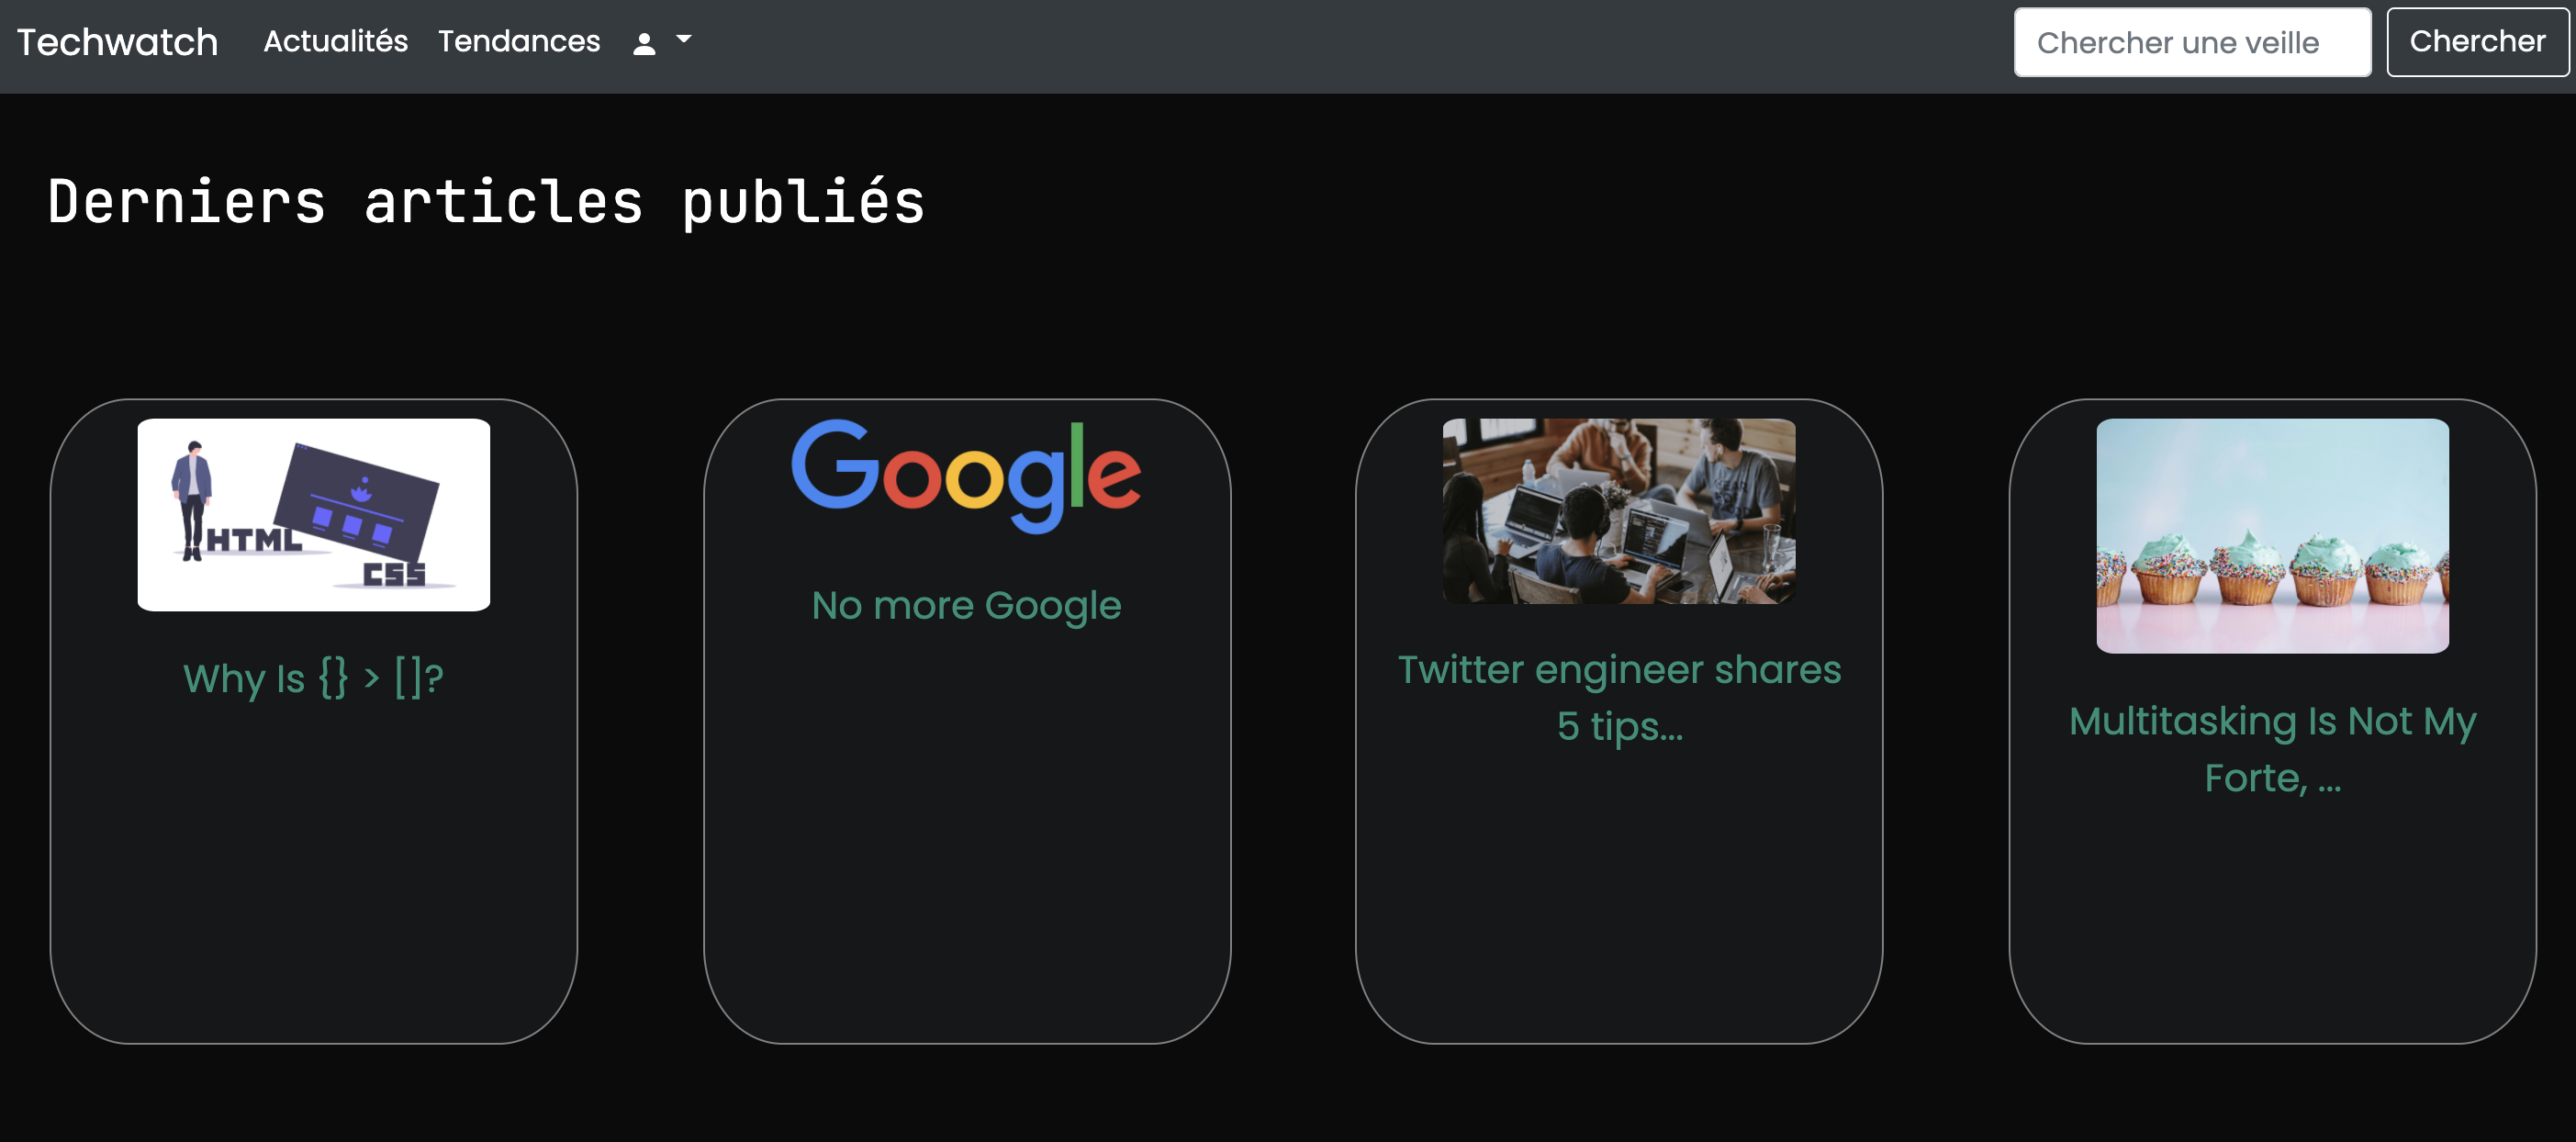 Techwatch Actualités Tendances Chercher une veille Chercher
Derniers articles publiés
HTML
CSS
Why Is {} > []?
Google
No more Google
Twitter engineer shares
5 tips...
Multitasking Is Not My
Forte, ...